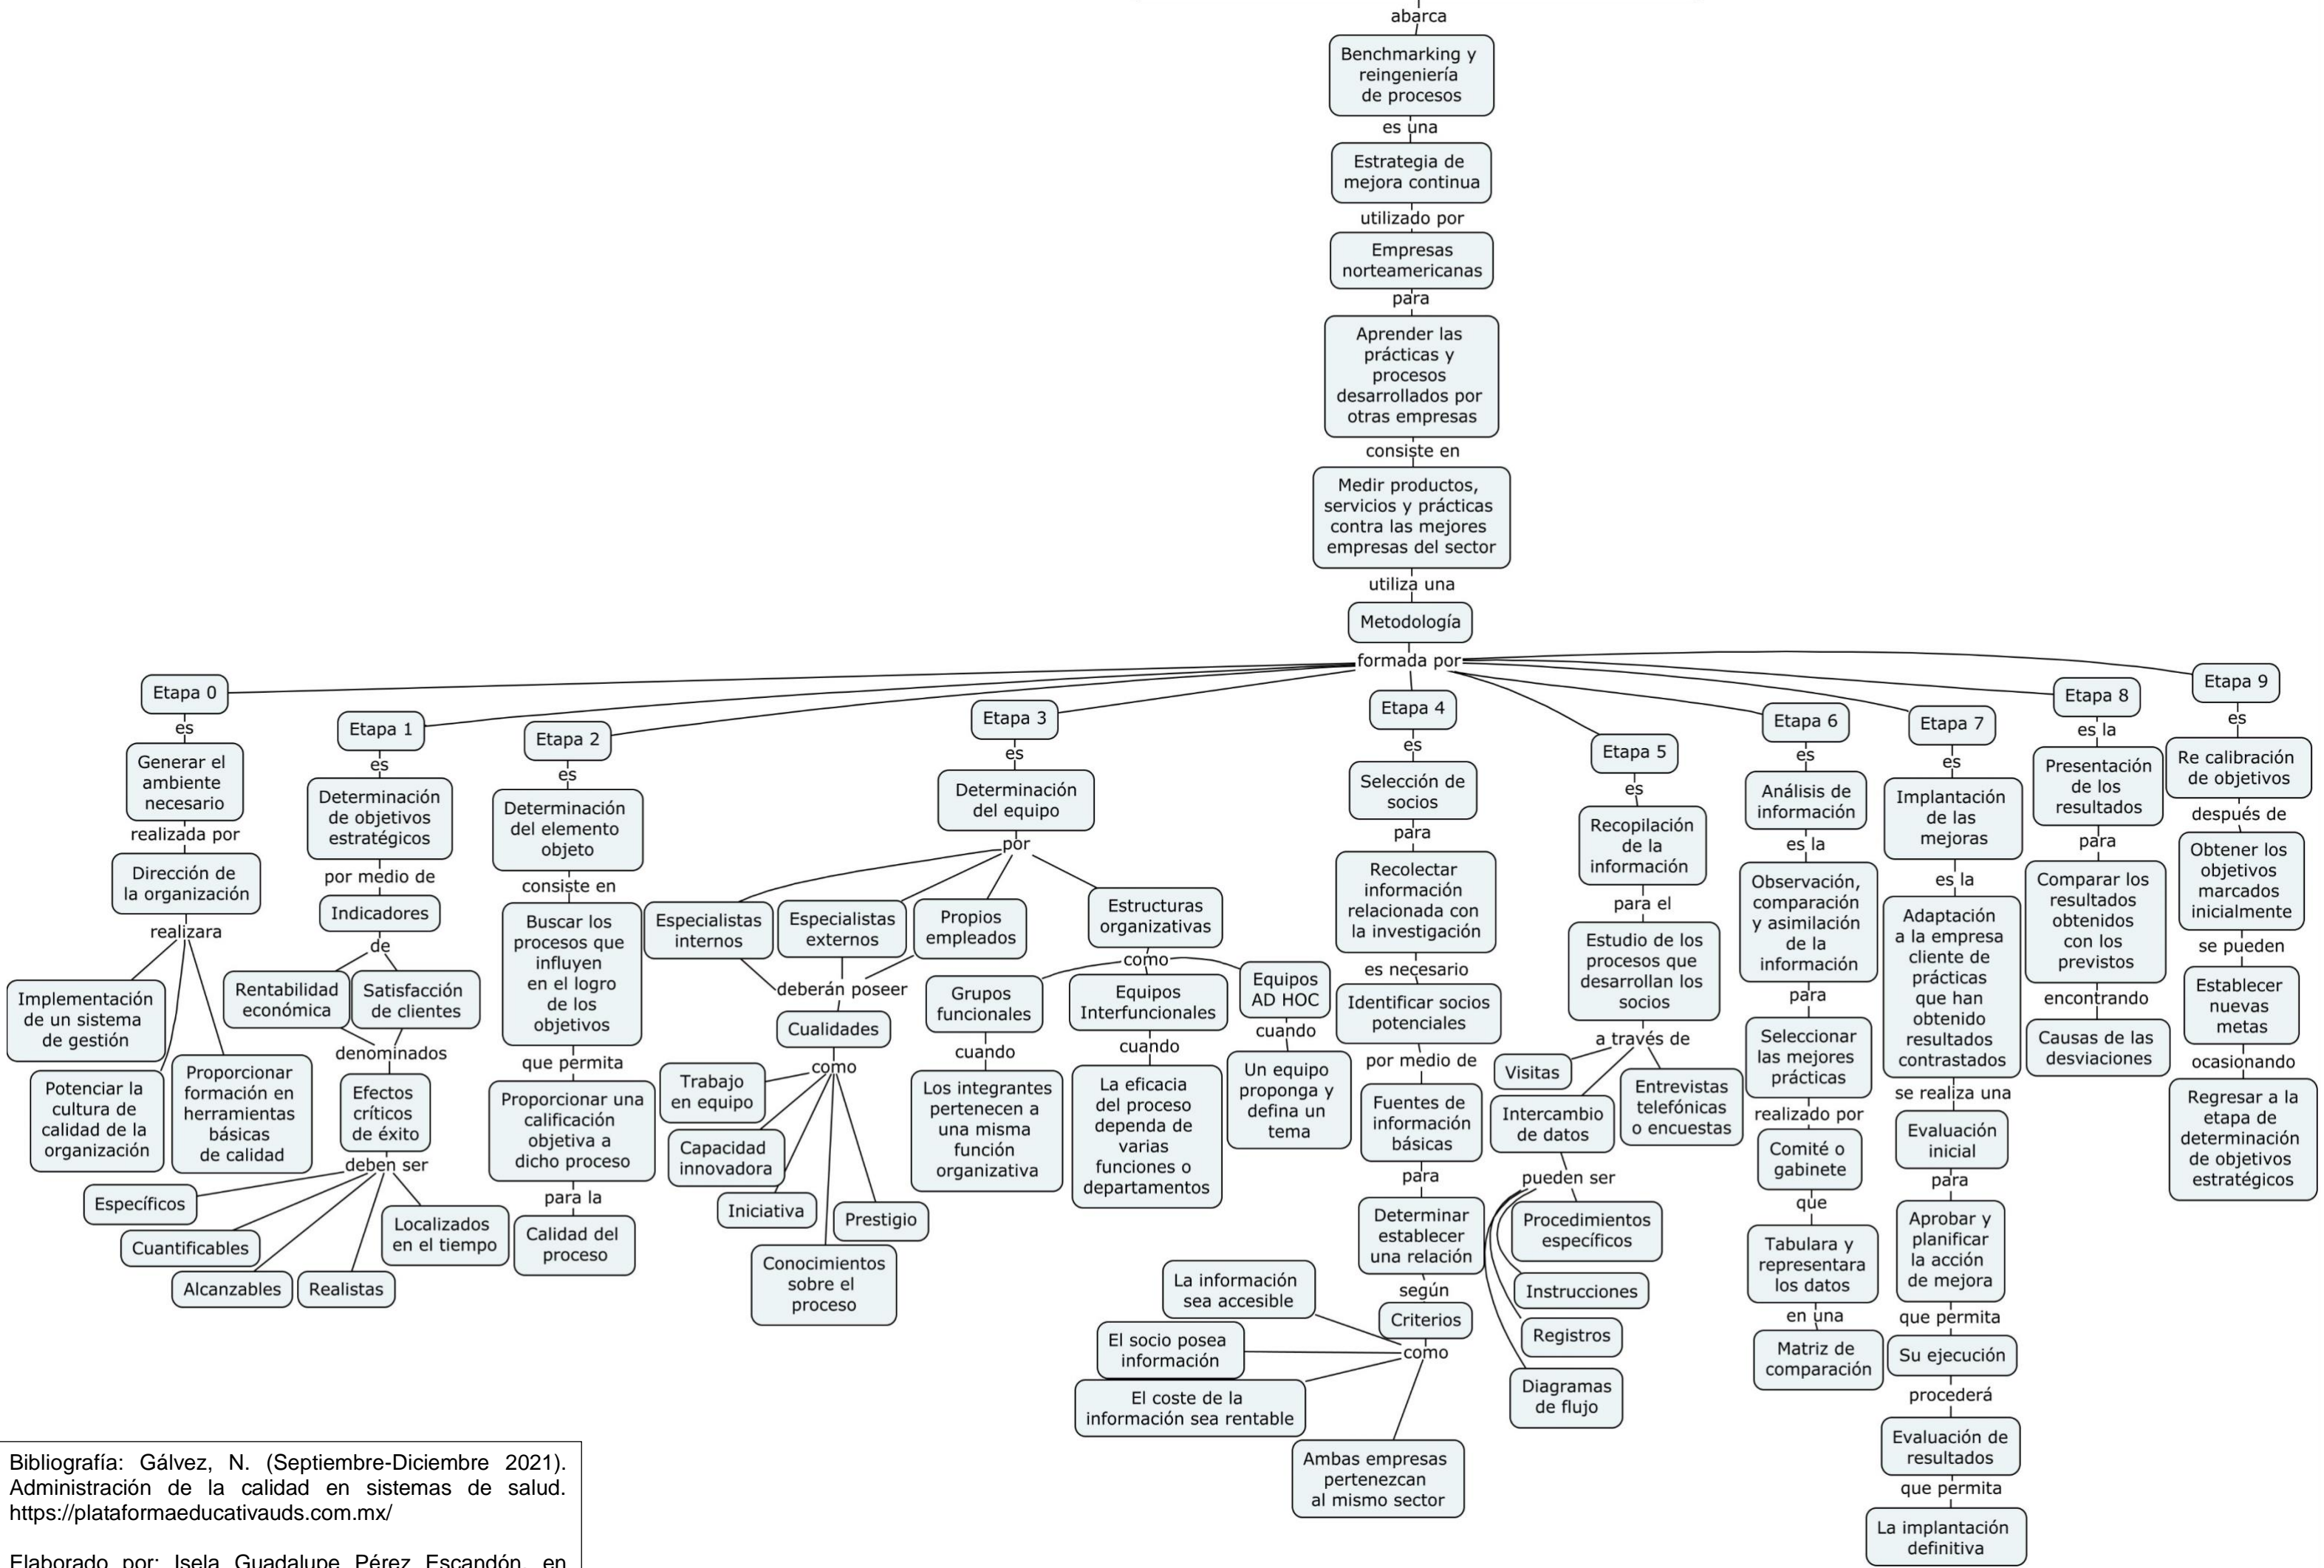 abarca
Benchmarking y
reingeniería
de procesos
es una
Estrategia de
mejora continua
utilizado por
Empresas
norteamericanas
para
Aprender las
prácticas y
procesos
desarrollados por
otras empresas
consiste en
Medir productos,
servicios y prácticas
contra las mejores
empresas del sector
utiliza una
Metodología
formada por
Etapa 0
es
Generar el
ambiente
necesario
realizada por
Dirección de
la organización
realizara
Implementación
de un sistema
de gestión
Potenciar la
cultura de
calidad de la
organización
Proporcionar
formación en
herramientas
básicas
de calidad
Etapa 1
es
Determinación
de objetivos
estratégicos
por medio de
Indicadores
de
Rentabilidad
económica
Satisfacción
de clientes
denominados
Efectos
críticos
de éxito
deben ser
Específicos
Cuantificables
Alcanzables
Realistas
Localizados
en el tiempo
Etapa 2
es
Determinación
del elemento
objeto
consiste en
Buscar los
procesos que
influyen
en el logro
de los
objetivos
que permita
Proporcionar una
calificación
objetiva a
dicho proceso
para la
Calidad del
proceso
Etapa 3
es
Determinación
del equipo
por
Especialistas
internos
Especialistas
externos
Propios
empleados
deberán poseer
Cualidades
como
Trabajo
en equipo
Capacidad
innovadora
Iniciativa
Conocimientos
sobre el
proceso
Prestigio
Estructuras
organizativas
como
Grupos
funcionales
cuando
Los integrantes
pertenecen a
una misma
función
organizativa
Equipos
Interfuncionales
cuando
La eficacia
del proceso
dependa de
varias
funciones o
departamentos
Equipos
AD HOC
cuando
Un equipo
proponga y
defina un
tema
Etapa 4
es
Selección de
socios
para
Recolectar
información
relacionada con
la investigación
es necesario
Identificar socios
potenciales
por medio de
Fuentes de
información
básicas
para
Determinar
establecer
una relación
según
Criterios
como
La información
sea accesible
El socio posea
información
El coste de la
información sea rentable
Ambas empresas
pertenezcan
al mismo sector
Etapa 5
es
Recopilación
de la
información
para el
Estudio de los
procesos que
desarrollan los
socios
a través de
Visitas
Intercambio
de datos
Entrevistas
telefónicas
o encuestas
pueden ser
Procedimientos
específicos
Instrucciones
Registros
Diagramas
de flujo
Etapa 6
es
Análisis de
información
es la
Observación,
comparación
y asimilación
de la
información
para
Seleccionar
las mejores
prácticas
realizado por
Comité o
gabinete
que
Tabulara y
representara
los datos
en una
Matriz de
comparación
Etapa 7
es
Implantación
de las
mejoras
es la
Adaptación
a la empresa
cliente de
prácticas
que han
obtenido
resultados
contrastados
se realiza una
Evaluación
inicial
para
Aprobar y
planificar
la acción
de mejora
que permita
Su ejecución
procederá
Evaluación de
resultados
que permita
La implantación
definitiva
Etapa 8
es la
Presentación
de los
resultados
para
Comparar los
resultados
obtenidos
con los
previstos
encontrando
Causas de las
desviaciones
Etapa 9
es
Re calibración
de objetivos
después de
Obtener los
objetivos
marcados
inicialmente
se pueden
Establecer
nuevas
metas
ocasionando
Regresar a la
etapa de
determinación
de objetivos
estratégicos
Bibliografía: Gálvez, N. (Septiembre-Diciembre 2021).
Administración de la calidad en sistemas de salud.
https://plataformaeducativauds.com.mx/
Elaborado por: Isela Guadalupe Pérez Escandón, en